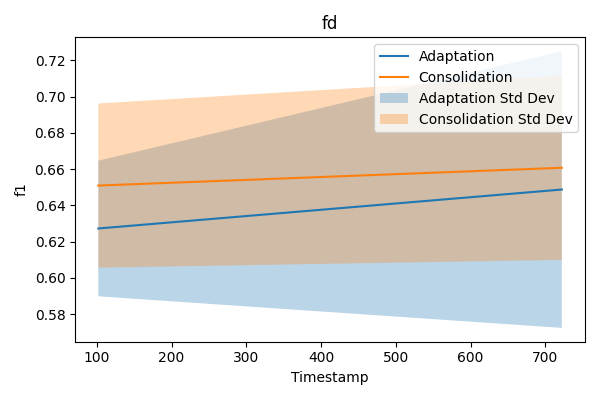 fd
0.72
0.70
0.68
0.66
0.64
0.62
0.60
0.58
f1
Adaptation
Consolidation
Adaptation Std Dev
Consolidation Std Dev
100 200 300 400 500 600 700
Timestamp